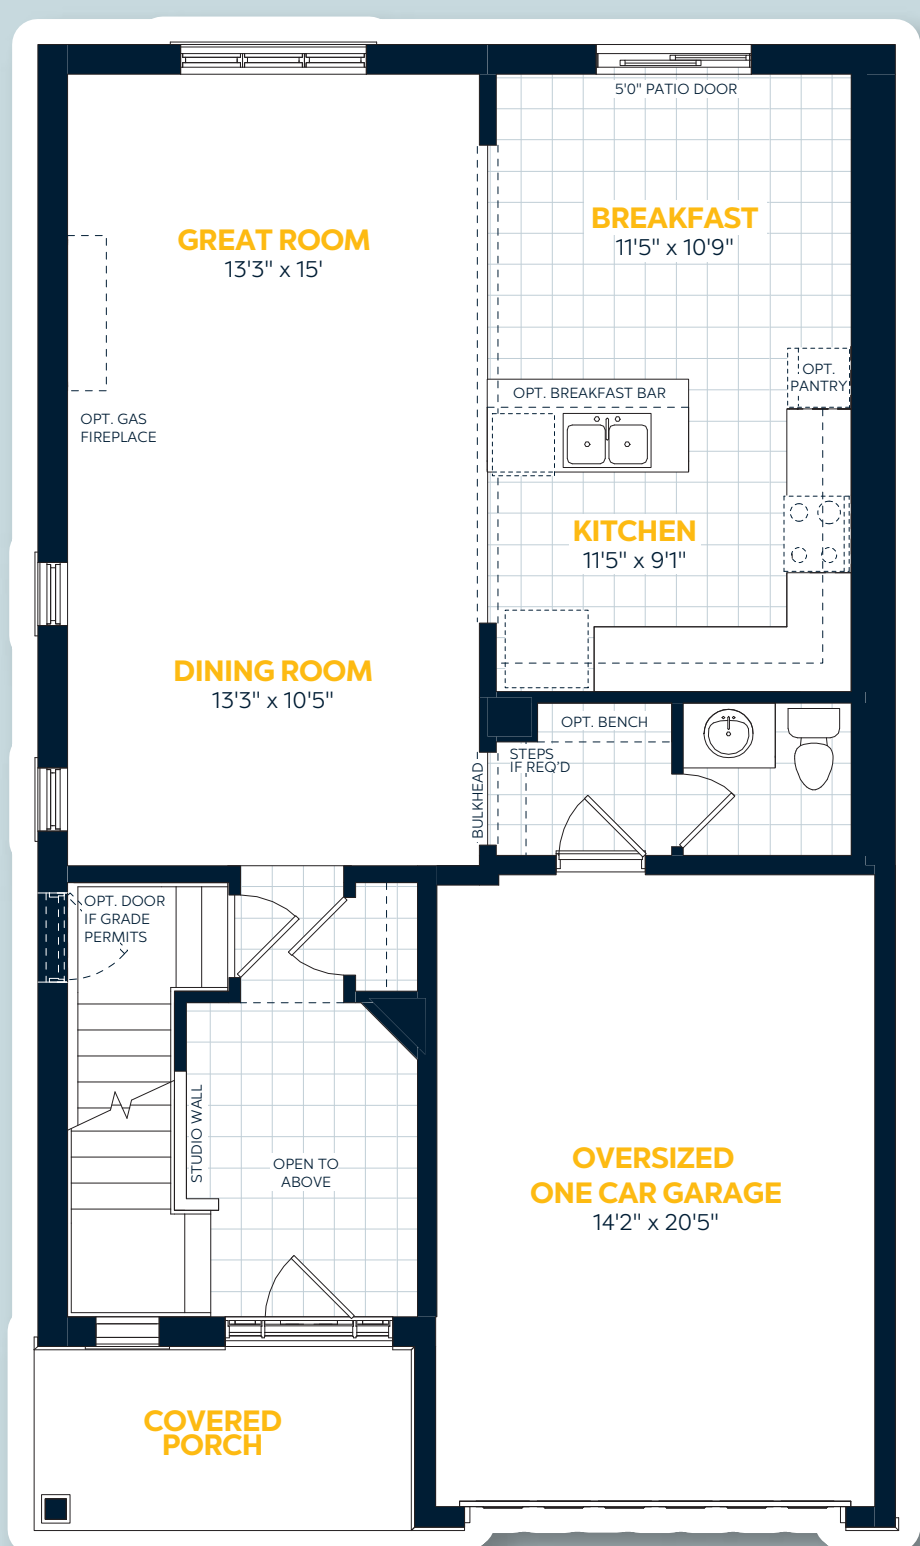 5'0" PATIO DOOR
GREAT ROOM
13'3" x 15'
BREAKFAST
11'5" x 10'9"
OPT.
PANTRY
OPT. BREAKFAST BAR
OPT. GAS
FIREPLACE
KITCHEN
11'5" x 9'1"
DINING ROOM
13'3" x 10'5"
OPT. BENCH
STEPS
IF REQ'D
BULKHEAD
OPT. DOOR
IF GRADE
PERMITS
STUDIO WALL
OPEN TO
ABOVE
OVERSIZED
ONE CAR GARAGE
14'2" x 20'5"
COVERED
PORCH